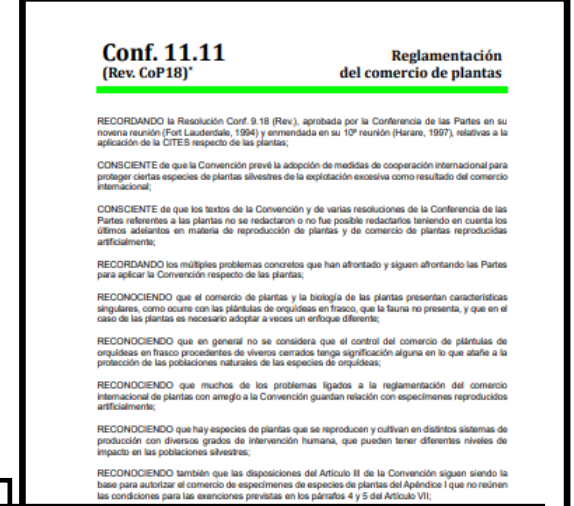 Conf. 11.11
(Rev. CoP18)*
Reglamentación
del comercio de plantas
RECORDANDO la Resolución Conf. 9.18 (Rev.), aprobada por la Conferencia de las Partes en su
novena reunión (Fort Lauderdale, 1994) y enmendada en su 10ª reunión (Harare, 1997), relativas a la
aplicación de la CITES respecto de las plantas;
CONSCIENTE de que la Convención prevé la adopción de medidas de cooperación internacional para
proteger ciertas especies de plantas silvestres de la explotación excesiva como resultado del comercio
internacional;
CONSCIENTE de que los textos de la Convención y de varias resoluciones de la Conferencia de las
Partes referentes a las plantas no se redactaron o no fue posible redactarlos teniendo en cuenta los
últimos adelantos en materia de reproducción de plantas y de comercio de plantas reproducidas
artificialmente;
RECORDANDO los múltiples problemas concretos que han afrontado y siguen afrontando las Partes
para aplicar la Convención respecto de las plantas;
RECONOCIENDO que el comercio de plantas y la biología de las plantas presentan características
singulares, como ocurre con las plántulas de orquídeas en frasco, que la fauna no presenta, y que en el
caso de las plantas es necesario adoptar a veces un enfoque diferente;
RECONOCIENDO que en general no se considera que el control del comercio de plántulas de
orquídeas en frasco procedentes de viveros cerrados tenga significación alguna en lo que atañe a la
protección de las poblaciones naturales de las especies de orquídeas;
RECONOCIENDO que muchos de los problemas ligados a la reglamentación del comercio
internacional de plantas con arreglo a la Convención guardan relación con especímenes reproducidos
artificialmente;
RECONOCIENDO que hay especies de plantas que se reproducen y cultivan en distintos sistemas de
producción con diversos grados de intervención humana, que pueden tener diferentes niveles de
impacto en las poblaciones silvestres;
RECONOCIENDO también que las disposiciones del Artículo III de la Convención siguen siendo la
base para autorizar el comercio de especímenes de especies de plantas del Apéndice I que no reúnen
las condiciones para las exenciones previstas en los párrafos 4 y 5 del Artículo VII;